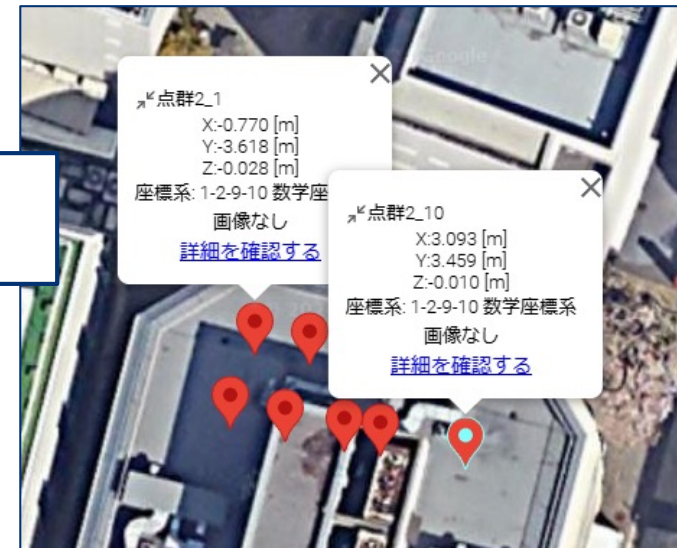 Google
点群2_1
X:-0.770 [m]
Y:-3.618 [m]
Z:-0.028 [m]
座標系: 1-2-9-10 数学座
画像なし
詳細を確認する
点群2_10
X:3.093 [m]
Y:3.459 [m]
Z:-0.010 [m]
座標系: 1-2-9-10 数学座標系
画像なし
詳細を確認する